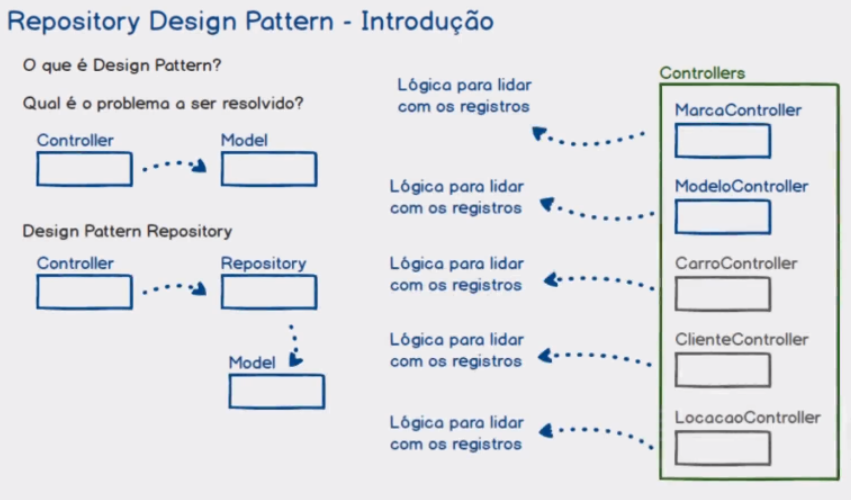 Repository Design Pattern - Introdução
O que é Design Pattern?
Qual é o problema a ser resolvido?
Controller
Model
Design Pattern Repository
Controller
Repository
Model
Lógica para lidar
com os registros
Lógica para lidar
com os registros
Lógica para lidar
com os registros
Lógica para lidar
com os registros
Lógica para lidar
com os registros
Controllers
MarcaController
ModeloController
CarroController
ClienteController
LocacaoController